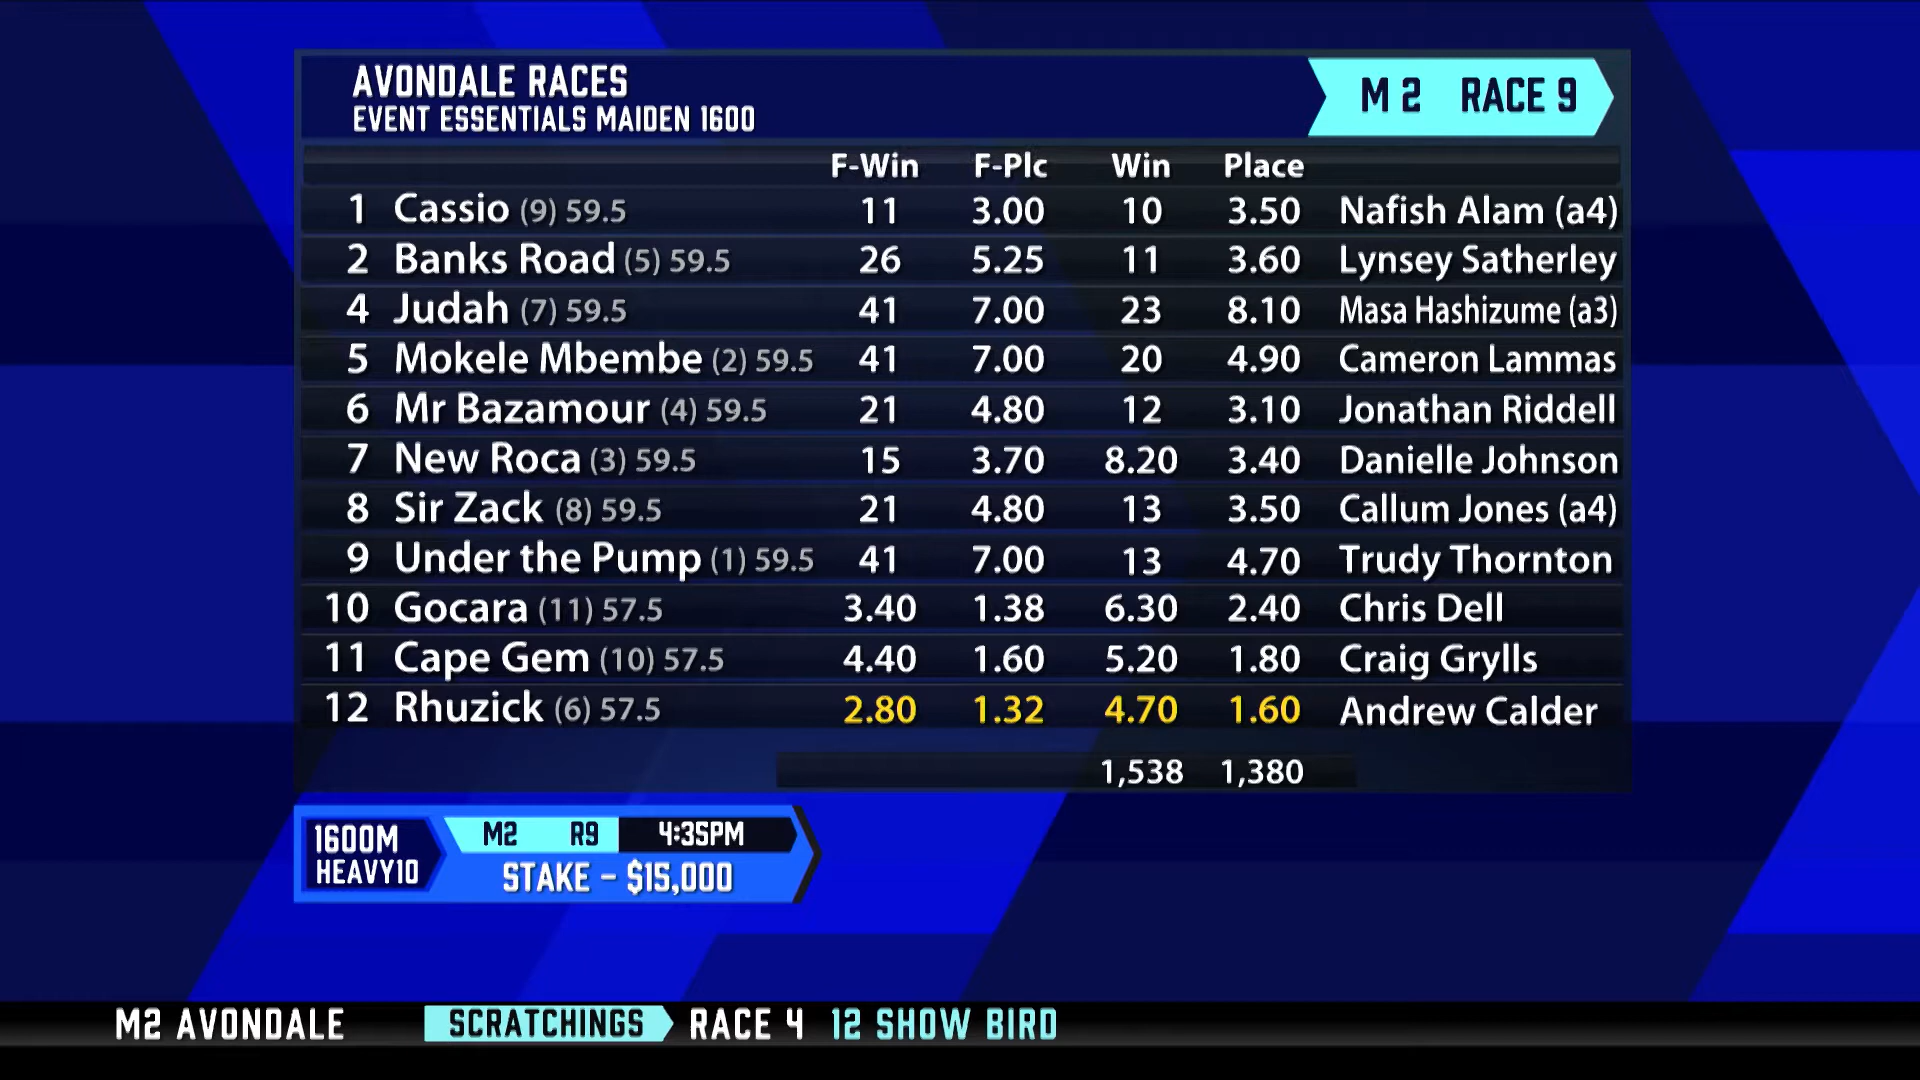 AVONDALE RACES
EVENT ESSENTIALS MAIDEN 1600
M 2 RACE 9
F-Win F-Plc Win Place
1 Cassio (9) 59.5 11 3.00 10 3.50 Nafish Alam (a4)
2 Banks Road (5) 59.5 26 5.25 11 3.60 Lynsey Satherley
4 Judah (7) 59.5 41 7.00 23 8.10 Masa Hashizume (a3)
5 Mokele Mbembe (2) 59.5 41 7.00 20 4.90 Cameron Lammas
6 Mr Bazamour (4) 59.5 21 4.80 12 3.10 Jonathan Riddell
7 New Roca (3) 59.5 15 3.70 8.20 3.40 Danielle Johnson
8 Sir Zack (8) 59.5 21 4.80 13 3.50 Callum Jones (a4)
9 Under the Pump (1) 59.5 41 7.00 13 4.70 Trudy Thornton
10 Gocara (11) 57.5 3.40 1.38 6.30 2.40 Chris Dell
11 Cape Gem (10) 57.5 4.40 1.60 5.20 1.80 Craig Grylls
12 Rhuzick (6) 57.5 2.80 1.32 4.70 1.60 Andrew Calder
1,538 1,380
1600M
HEAVY10
M2 R9 4:35PM
STAKE - $15,000
M2 AVONDALE SCRATCHINGS RACE 4 12 SHOW BIRD